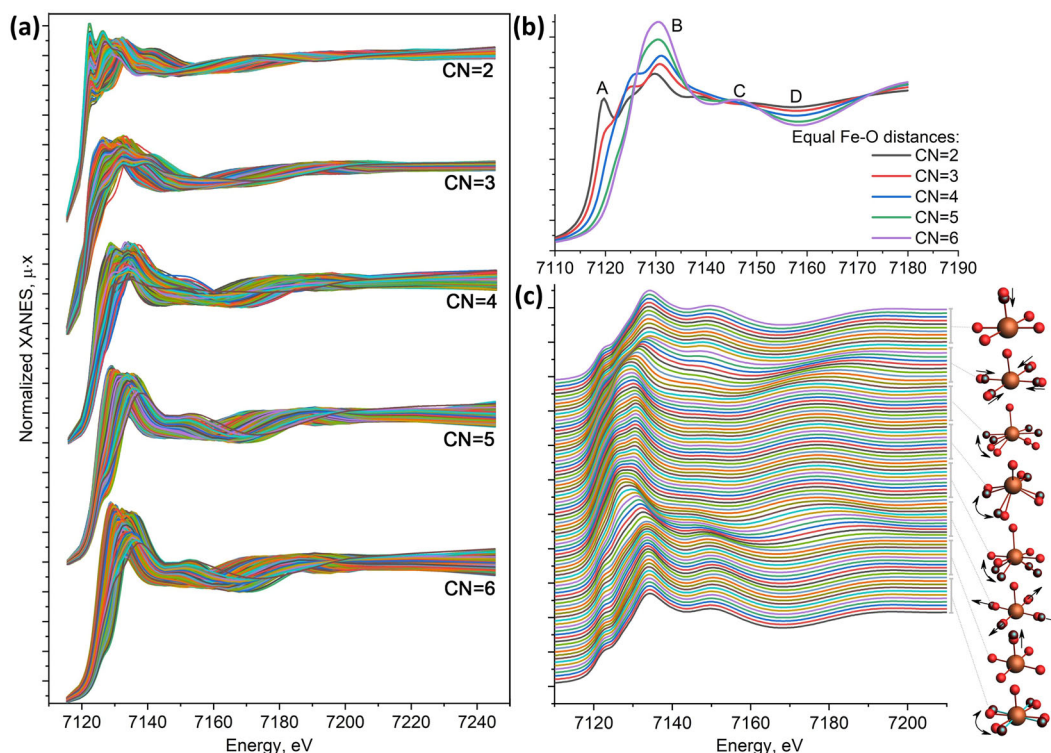 (a)
CN=2
CN=3
CN=4
CN=5
CN=6
Normalized XANES, μ·x
7120 7140 7160 7180 7200 7220 7240
Energy, eV
(b)
A
B
C
D
Equal Fe-O distances:
CN=2
CN=3
CN=4
CN=5
CN=6
7110 7120 7130 7140 7150 7160 7170 7180 7190
(c)
7120 7140 7160 7180 7200
Energy, eV